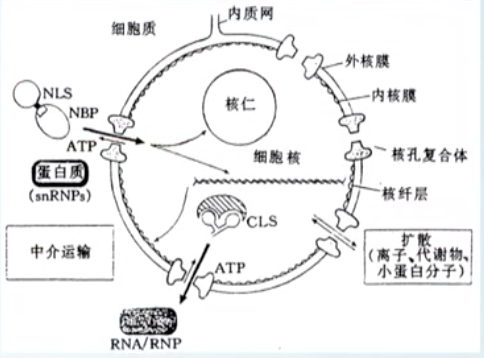 内质网
细胞质
外核膜
NLS
内核膜
NBP
核仁
ATP
细胞核
核孔复合体
蛋白质
(snRNPs)
核纤层
CLS
中介运输
扩散
(离子、代谢物、
小蛋白分子)
ATP
RNA/RNP